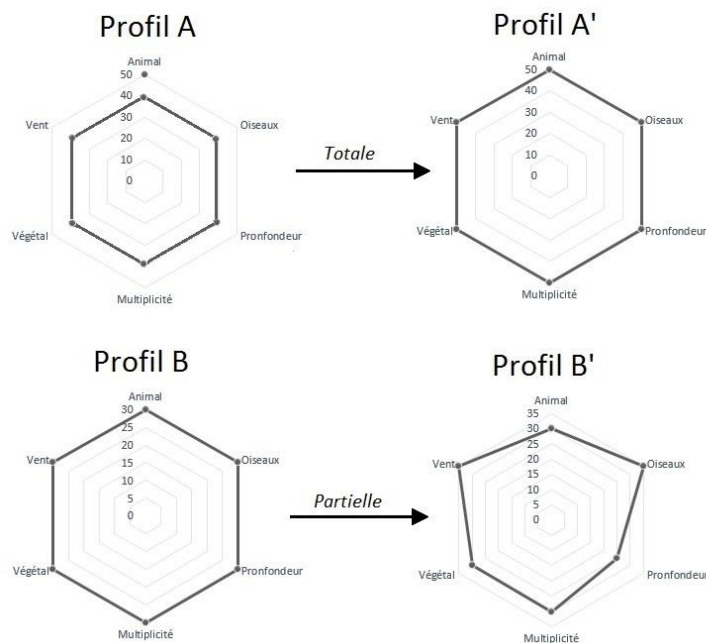 Profil A
Animal
50
40
30
20
10
0
Vent
Oiseaux
Végétal
Pronfondeur
Multiplicité
Totale
Profil A'
Animal
50
40
30
20
10
0
Vent
Oiseaux
Végétal
Pronfondeur
Multiplicité
Profil B
Animal
30
25
20
15
10
5
0
Vent
Oiseaux
Végétal
Pronfondeur
Multiplicité
Partielle
Profil B'
Animal
35
30
25
20
15
10
5
0
Vent
Oiseaux
Végétal
Pronfondeur
Multiplicité